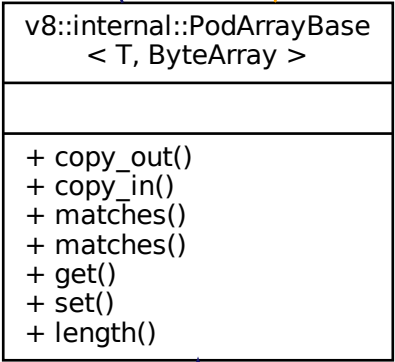 v8::internal::PodArrayBase
< T, ByteArray >
+ copy_out()
+ copy_in()
+ matches()
+ matches()
+ get()
+ set()
+ length()